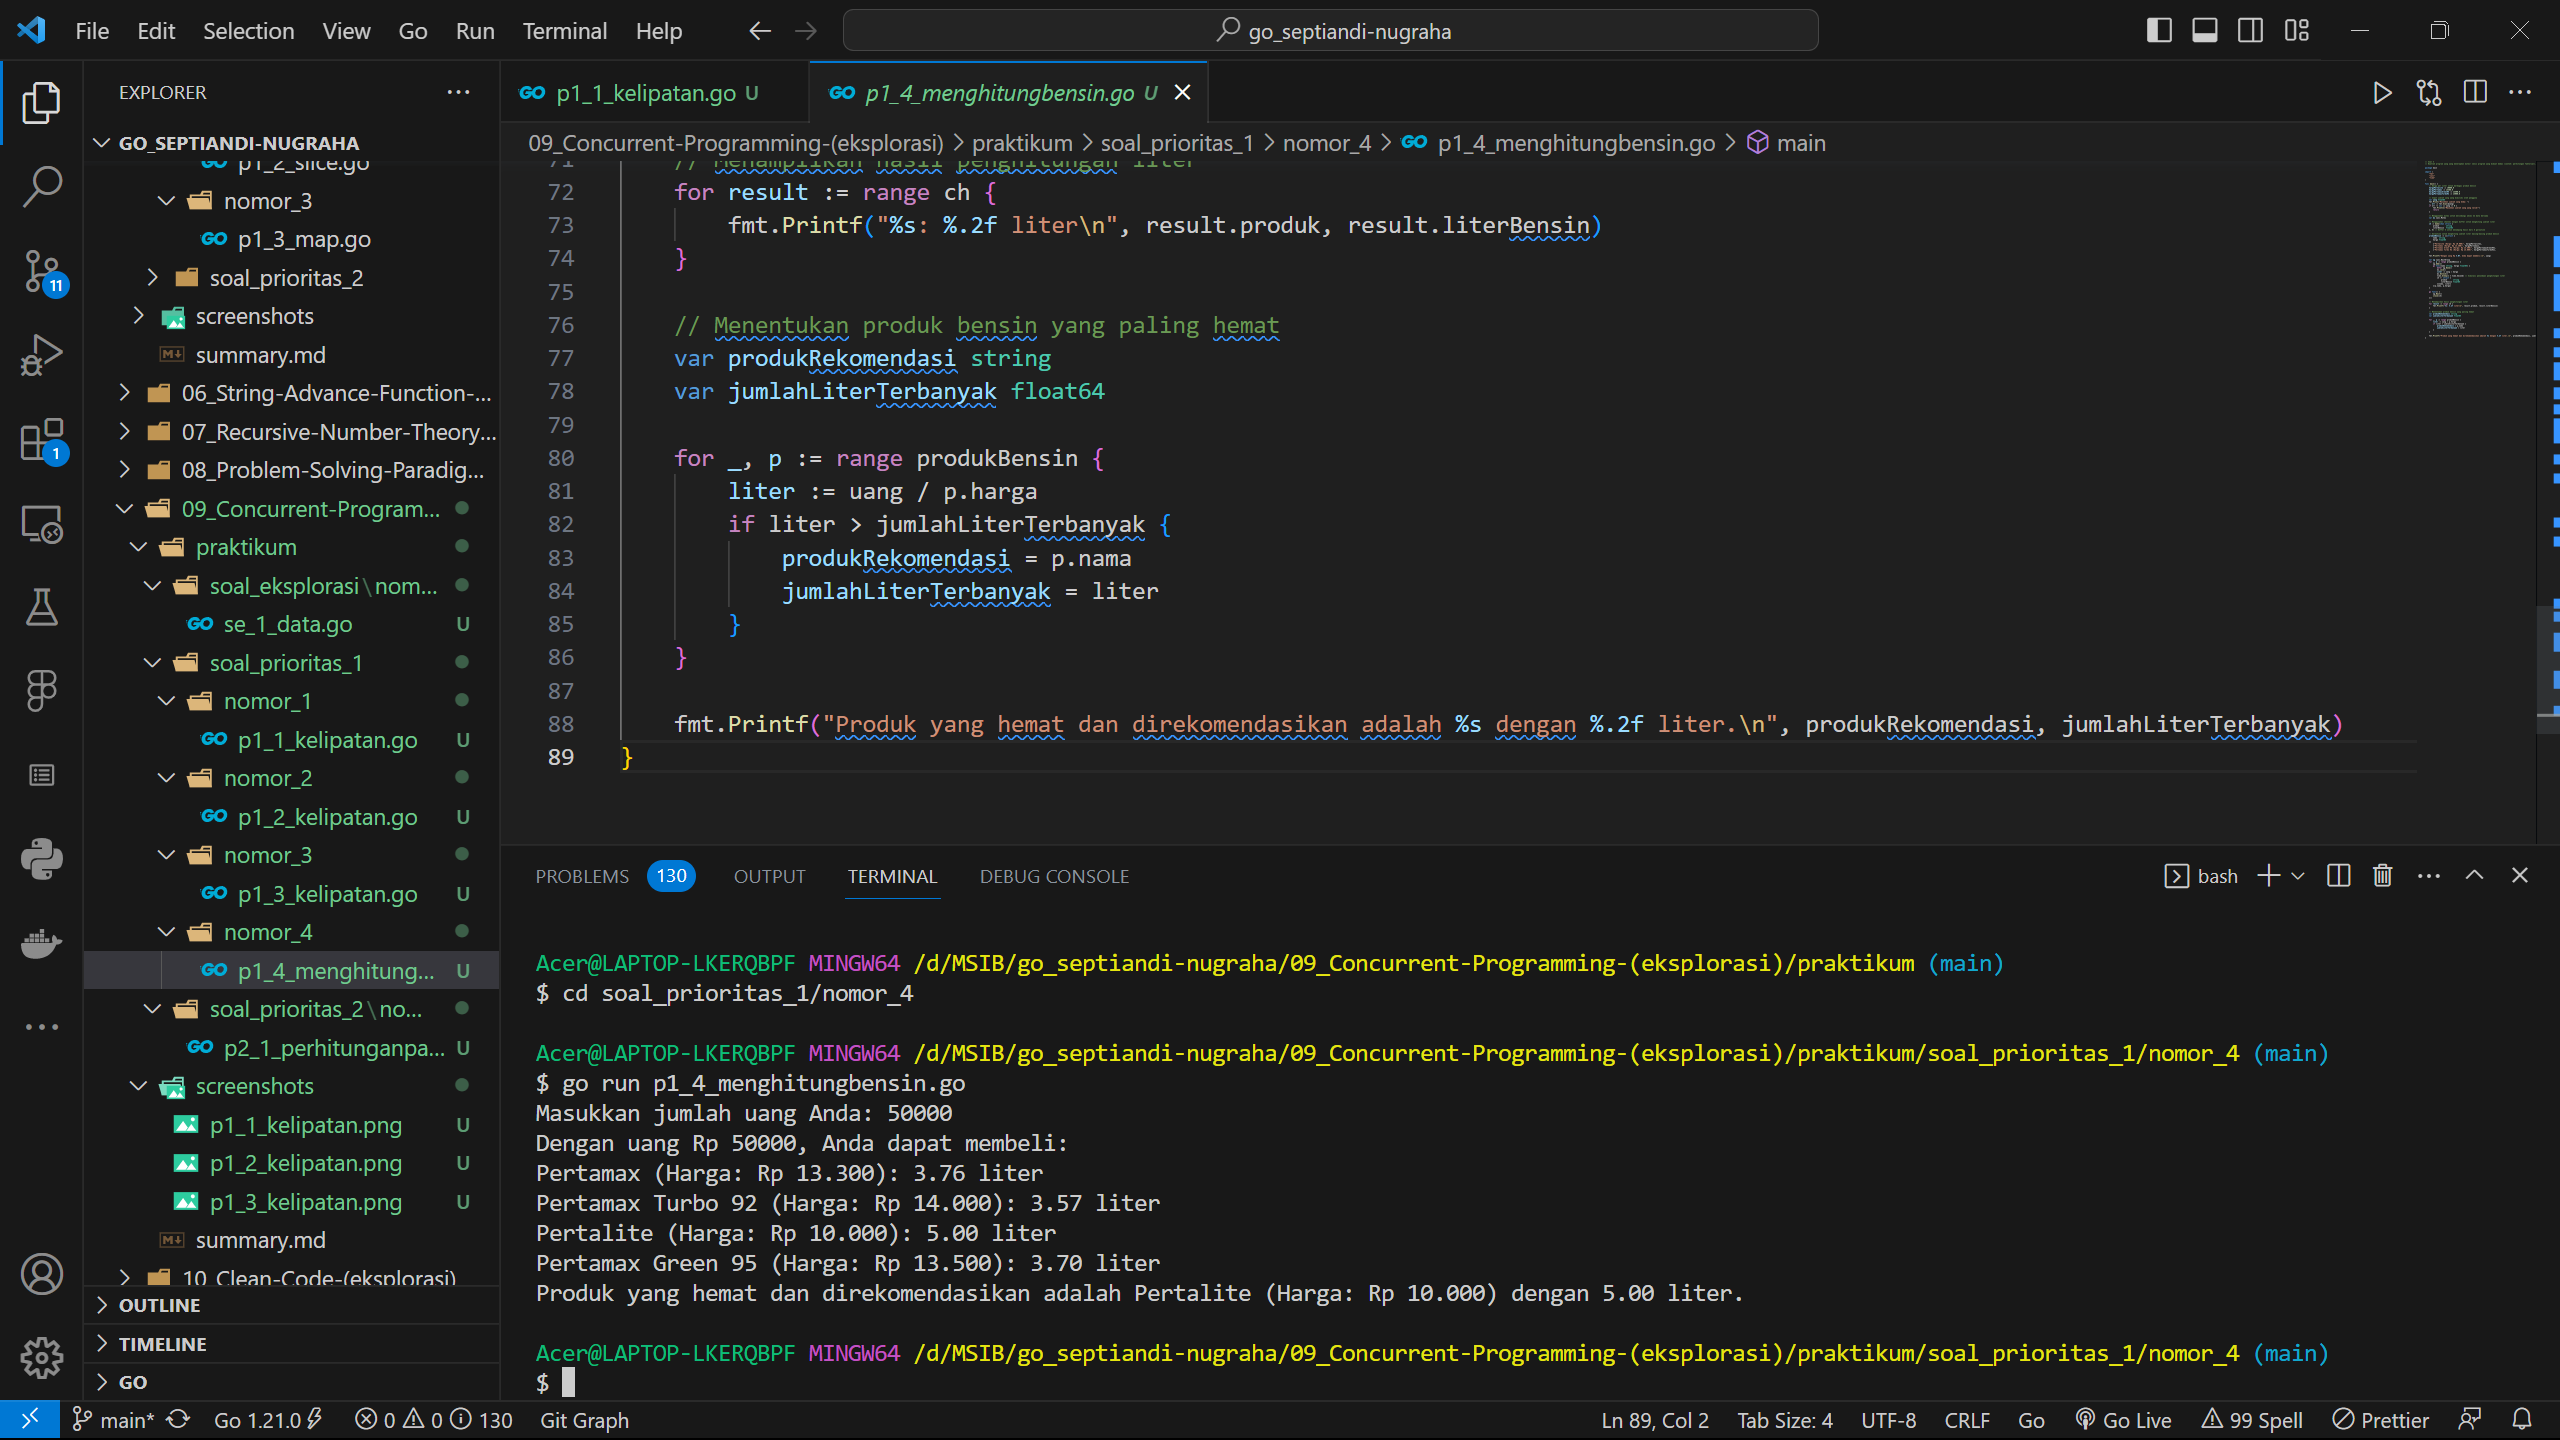 File Edit Selection View Go Run Terminal Help
go_septiandi-nugraha
EXPLORER
GO_SEPTIANDI-NUGRAHA
p1_2_slice.go
nomor_3
p1_3_map.go
soal_prioritas_2
screenshots
summary.md
06_String-Advance-Function-...
07_Recursive-Number-Theory...
08_Problem-Solving-Paradig...
09_Concurrent-Program...
praktikum
soal_eksplorasi\nom...
se_1_data.go U
soal_prioritas_1
nomor_1
p1_1_kelipatan.go U
nomor_2
p1_2_kelipatan.go U
nomor_3
p1_3_kelipatan.go U
nomor_4
p1_4_menghitung... U
soal_prioritas_2\no...
p2_1_perhitunganpa... U
screenshots
p1_1_kelipatan.png U
p1_2_kelipatan.png U
p1_3_kelipatan.png U
summary.md
10_Clean-Code-(eksplorasi)
OUTLINE
TIMELINE
GO
11
1
p1_1_kelipatan.go U
p1_4_menghitungbensin.go U
09_Concurrent-Programming-(eksplorasi) > praktikum > soal_prioritas_1 > nomor_4 > p1_4_menghitungbensin.go > main
71 // Menampilkan hasil penghitungan liter
72 for result := range ch {
73 fmt.Printf("%s: %.2f liter\n", result.produk, result.literBensin)
74 }
75
76 // Menentukan produk bensin yang paling hemat
77 var produkRekomendasi string
78 var jumlahLiterTerbanyak float64
79
80 for _, p := range produkBensin {
81 liter := uang / p.harga
82 if liter > jumlahLiterTerbanyak {
83 produkRekomendasi = p.nama
84 jumlahLiterTerbanyak = liter
85 }
86 }
87
88 fmt.Printf("Produk yang hemat dan direkomendasikan adalah %s dengan %.2f liter.\n", produkRekomendasi, jumlahLiterTerbanyak)
89 }
PROBLEMS 130 OUTPUT TERMINAL DEBUG CONSOLE
bash
Acer@LAPTOP-LKERQBPF MINGW64 /d/MSIB/go_septiandi-nugraha/09_Concurrent-Programming-(eksplorasi)/praktikum (main)
$ cd soal_prioritas_1/nomor_4
Acer@LAPTOP-LKERQBPF MINGW64 /d/MSIB/go_septiandi-nugraha/09_Concurrent-Programming-(eksplorasi)/praktikum/soal_prioritas_1/nomor_4 (main)
$ go run p1_4_menghitungbensin.go
Masukkan jumlah uang Anda: 50000
Dengan uang Rp 50000, Anda dapat membeli:
Pertamax (Harga: Rp 13.300): 3.76 liter
Pertamax Turbo 92 (Harga: Rp 14.000): 3.57 liter
Pertalite (Harga: Rp 10.000): 5.00 liter
Pertamax Green 95 (Harga: Rp 13.500): 3.70 liter
Produk yang hemat dan direkomendasikan adalah Pertalite (Harga: Rp 10.000) dengan 5.00 liter.
Acer@LAPTOP-LKERQBPF MINGW64 /d/MSIB/go_septiandi-nugraha/09_Concurrent-Programming-(eksplorasi)/praktikum/soal_prioritas_1/nomor_4 (main)
$
main* Go 1.21.0 0 0 130 Git Graph
Ln 89, Col 2 Tab Size: 4 UTF-8 CRLF Go Go Live 99 Spell Prettier